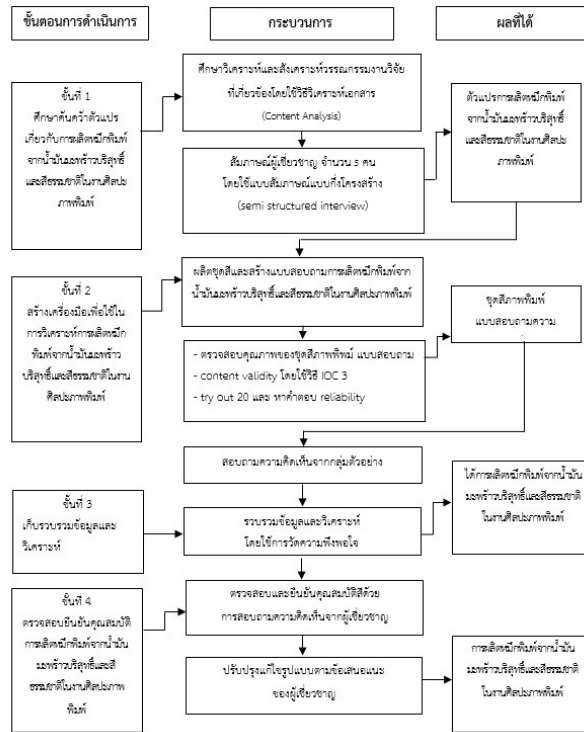 ขั้นตอนการดำเนินการ
กระบวนการ
ผลที่ได้
ขั้นที่ 1
ศึกษาค้นคว้าตัวแปร
เกี่ยวกับการผลิตหมึกพิมพ์
จากน้ำมันมะพร้าวบริสุทธิ์
และสีธรรมชาติในงานศิลปะ
ภาพพิมพ์
ศึกษาวิเคราะห์และสังเคราะห์วรรณกรรมงานวิจัย
ที่เกี่ยวข้องโดยใช้วิธีวิเคราะห์เอกสาร
(Content Analysis)
สัมภาษณ์ผู้เชี่ยวชาญ จำนวน 5 คน
โดยใช้แบบสัมภาษณ์แบบกึ่งโครงสร้าง
(semi structured interview)
ตัวแปรการผลิตหมึกพิมพ์
จากน้ำมันมะพร้าวบริสุทธิ์
และสีธรรมชาติในงานศิลปะ
ภาพพิมพ์
ขั้นที่ 2
สร้างเครื่องมือเพื่อใช้ใน
การวิเคราะห์การผลิตหมึก
พิมพ์จากน้ำมันมะพร้าว
บริสุทธิ์และสีธรรมชาติในงาน
ศิลปะภาพพิมพ์
ผลิตชุดสีและสร้างแบบสอบถามการผลิตหมึกพิมพ์จาก
น้ำมันมะพร้าวบริสุทธิ์และสีธรรมชาติในงานศิลปะภาพพิมพ์
- ตรวจสอบคุณภาพของชุดสีภาพพิพม์ แบบสอบถาม
- content validity โดยใช้วิธี IOC 3
- try out 20 และ หาคำตอบ reliability
ชุดสีภาพพิมพ์
แบบสอบถามความ
สอบถามความคิดเห็นจากกลุ่มตัวอย่าง
ขั้นที่ 3
เก็บรวบรวมข้อมูลและ
วิเคราะห์
รวบรวมข้อมูลและวิเคราะห์
โดยใช้การวัดความพึงพอใจ
ได้การผลิตหมึกพิมพ์จากน้ำมัน
มะพร้าวบริสุทธิ์และสีธรรมชาติ
ในงานศิลปะภาพพิมพ์
ขั้นที่ 4
ตรวจสอบยืนยันคุณสมบัติ
การผลิตหมึกพิมพ์จากน้ำมัน
มะพร้าวบริสุทธิ์และสี
ธรรมชาติในงานศิลปะภาพ
พิมพ์
ตรวจสอบและยืนยันคุณสมบัติสีด้วย
การสอบถามความคิดเห็นจากผู้เชี่ยวชาญ
ปรับปรุงแก้ไขรูปแบบตามข้อเสนอแนะ
ของผู้เชี่ยวชาญ
การผลิตหมึกพิมพ์จากน้ำมัน
มะพร้าวบริสุทธิ์และสีธรรมชาติ
ในงานศิลปะภาพพิมพ์